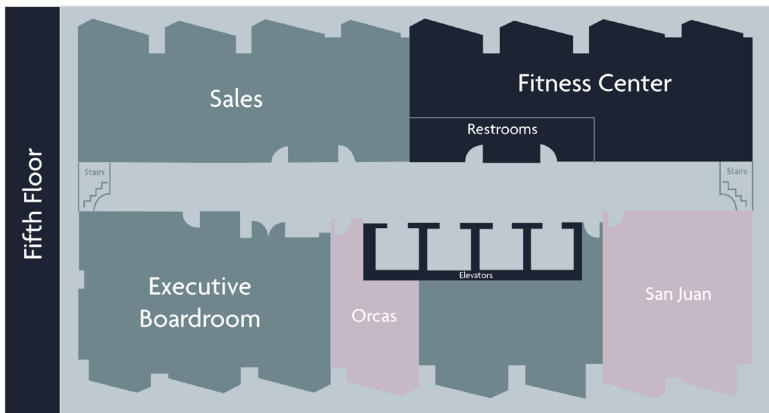 Fifth Floor
Sales
Fitness Center
Restrooms
Stairs
Stairs
Elevators
Executive
Boardroom
Orcas
San Juan